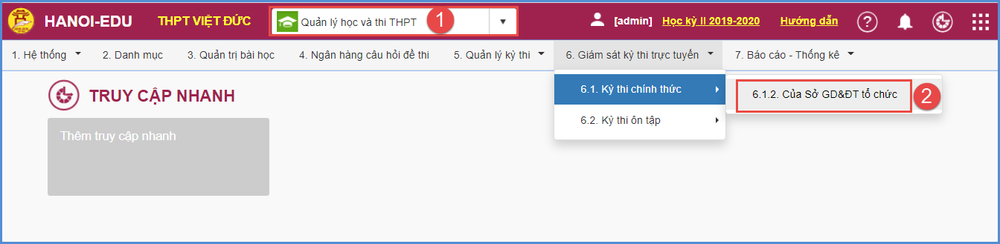 HANOI-EDU THPT VIỆT ĐỨC Quản lý học và thi THPT 1 [admin] Học kỳ II 2019-2020 Hướng dẫn ?
1. Hệ thống 2. Danh mục 3. Quản trị bài học 4. Ngân hàng câu hỏi đề thi 5. Quản lý kỳ thi 6. Giám sát kỳ thi trực tuyến 7. Báo cáo - Thống kê
TRUY CẬP NHANH
6.1. Kỳ thi chính thức
6.1.2. Của Sở GD&ĐT tổ chức 2
6.2. Kỳ thi ôn tập
Thêm truy cập nhanh